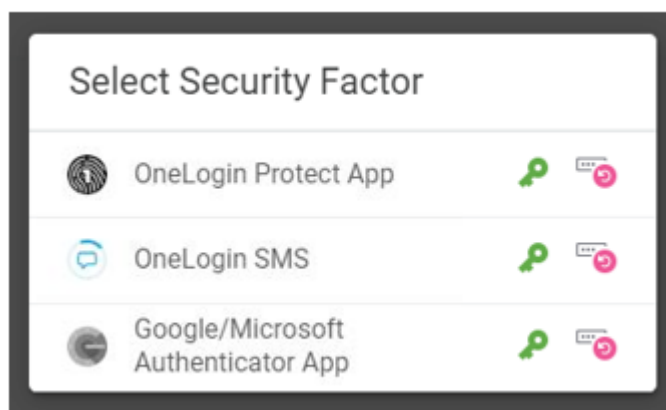 Select Security Factor
OneLogin Protect App
OneLogin SMS
Google/Microsoft
Authenticator App